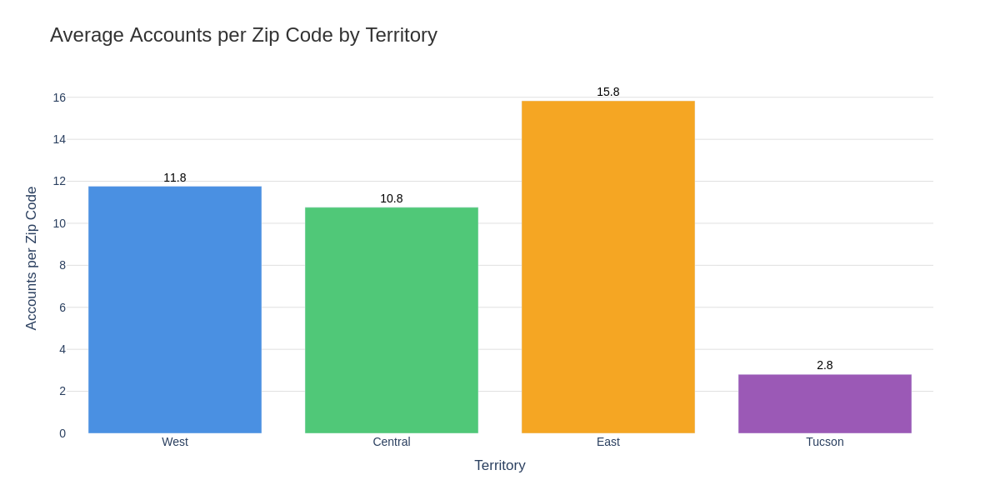 Average Accounts per Zip Code by Territory
Accounts per Zip Code
16
14
12
10
8
6
4
2
0
11.8
10.8
15.8
2.8
West
Central
East
Tucson
Territory